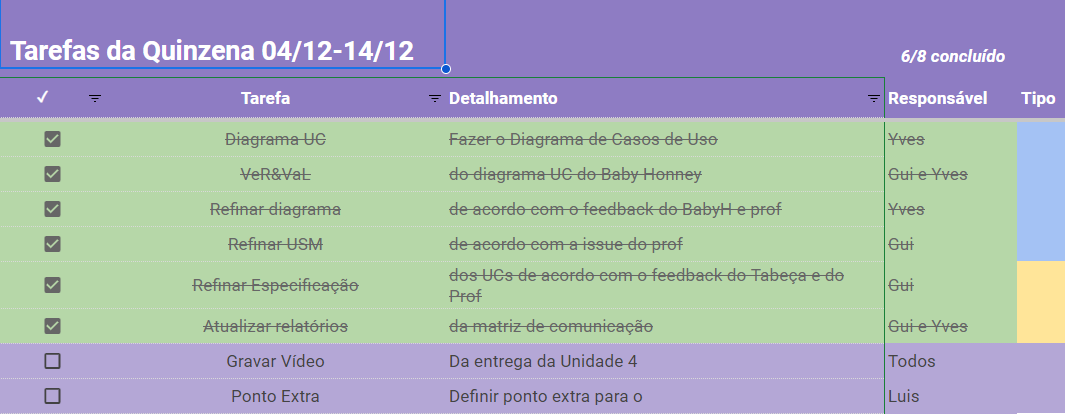 Tarefas da Quinzena 04/12-14/12
6/8 concluído
✓ Tarefa Detalhamento Responsável Tipo
Diagrama UC Fazer o Diagrama de Casos de Uso Yves
VeR&VaL do diagrama UC do Baby Honney Gui e Yves
Refinar diagrama de acordo com o feedback do BabyH e prof Yves
Refinar USM de acordo com a issue do prof Gui
Refinar Especificação dos UCs de acordo com o feedback do Tabeça e do
Prof Gui
Atualizar relatórios da matriz de comunicação Gui e Yves
Gravar Vídeo Da entrega da Unidade 4 Todos
Ponto Extra Definir ponto extra para o Luis